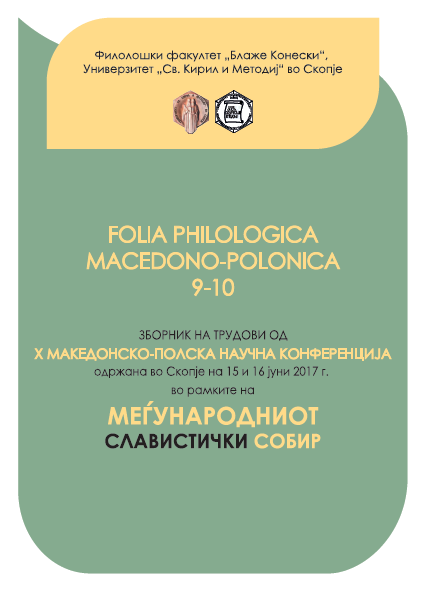 Филолошки факултет „Блаже Конески“,
Универзитет „Св. Кирил и Методиј“ во Скопје
FOLIA PHILOLOGICA
MACEDONO-POLONICA
9-10
ЗБОРНИК НА ТРУДОВИ ОД
X МАКЕДОНСКО-ПОЛСКА НАУЧНА КОНФЕРЕНЦИЈА
одржана во Скопје на 15 и 16 јуни 2017 г.
во рамките на
МЕЃУНАРОДНИОТ
СЛАВИСТИЧКИ СОБИР